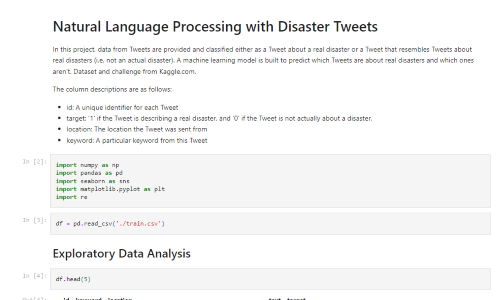 Natural Language Processing with Disaster Tweets
In this project, data from Tweets are provided and classified either as a Tweet about a real disaster or a Tweet that resembles Tweets about
real disasters (i.e. not an actual disaster). A machine learning model is built to predict which Tweets are about real disasters and which ones
aren't. Dataset and challenge from Kaggle.com.
The column descriptions are as follows:
• id: A unique identifier for each Tweet
• target: '1' if the Tweet is describing a real disaster, and '0' if the Tweet is not actually about a disaster.
• location: The location the Tweet was sent from
• keyword: A particular keyword from this Tweet
In [2]: import numpy as np
import pandas as pd
import seaborn as sns
import matplotlib.pyplot as plt
import re
In [3]: df = pd.read_csv('./train.csv')
Exploratory Data Analysis
In [4]: df.head(5)
Out[4]: id keyword location text target